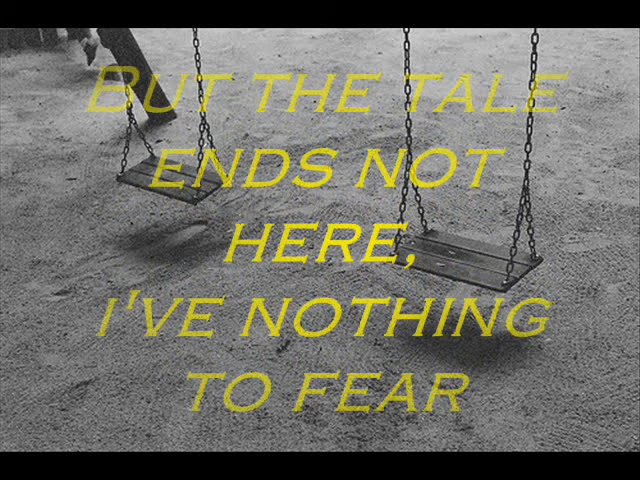 But the tale
ends not
here,
i've nothing
to fear